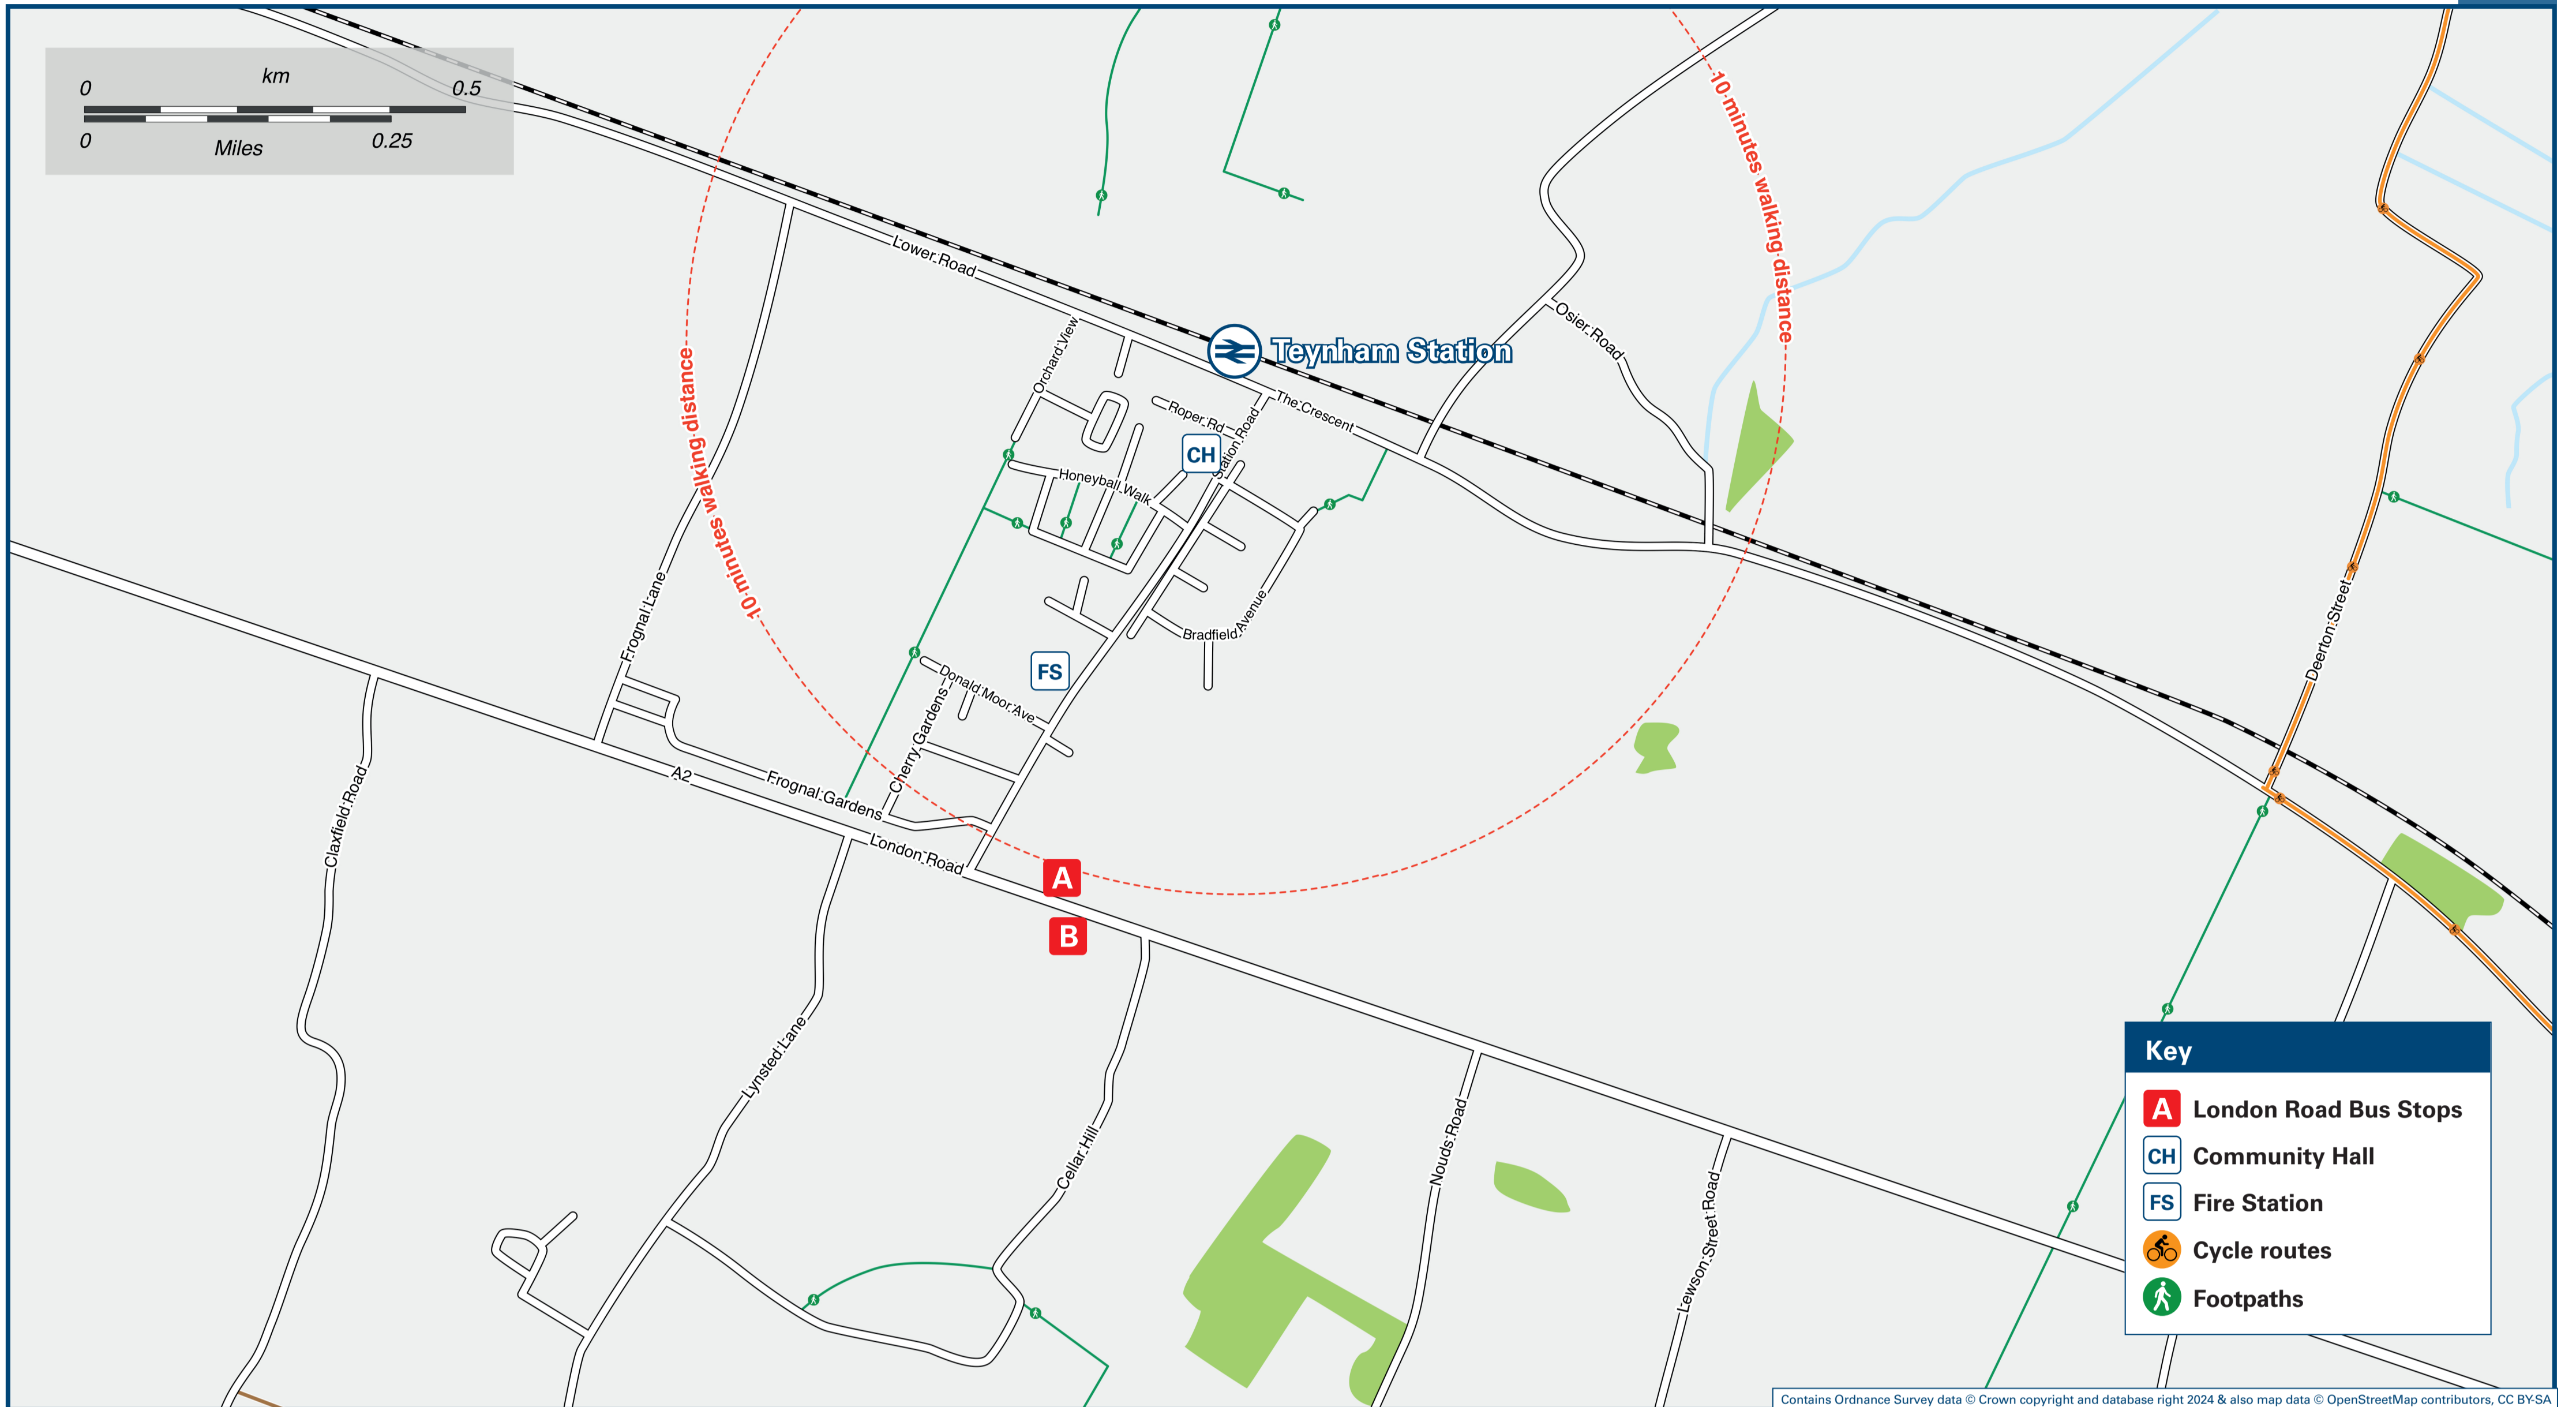 km
0
0.5
0
0.25
Miles
10 minutes walking distance
10 minutes walking distance
Lower Road
Teynham Station
Osier Road
Orchard View
The Crescent
Roper Rd
Station Road
CH
Honeyball Walk
Bradfield Avenue
Frognal Lane
FS
Donald Moor Ave
Cherry Gardens
Deerton Street
A2
Frognal Gardens
Claxfield Road
London Road
A
B
Lynsted Lane
Cellar Hill
Nouds Road
Lewson Street Road
Key
A London Road Bus Stops
CH Community Hall
FS Fire Station
Cycle routes
Footpaths
Contains Ordnance Survey data © Crown copyright and database right 2024 & also map data © OpenStreetMap contributors, CC BY-SA